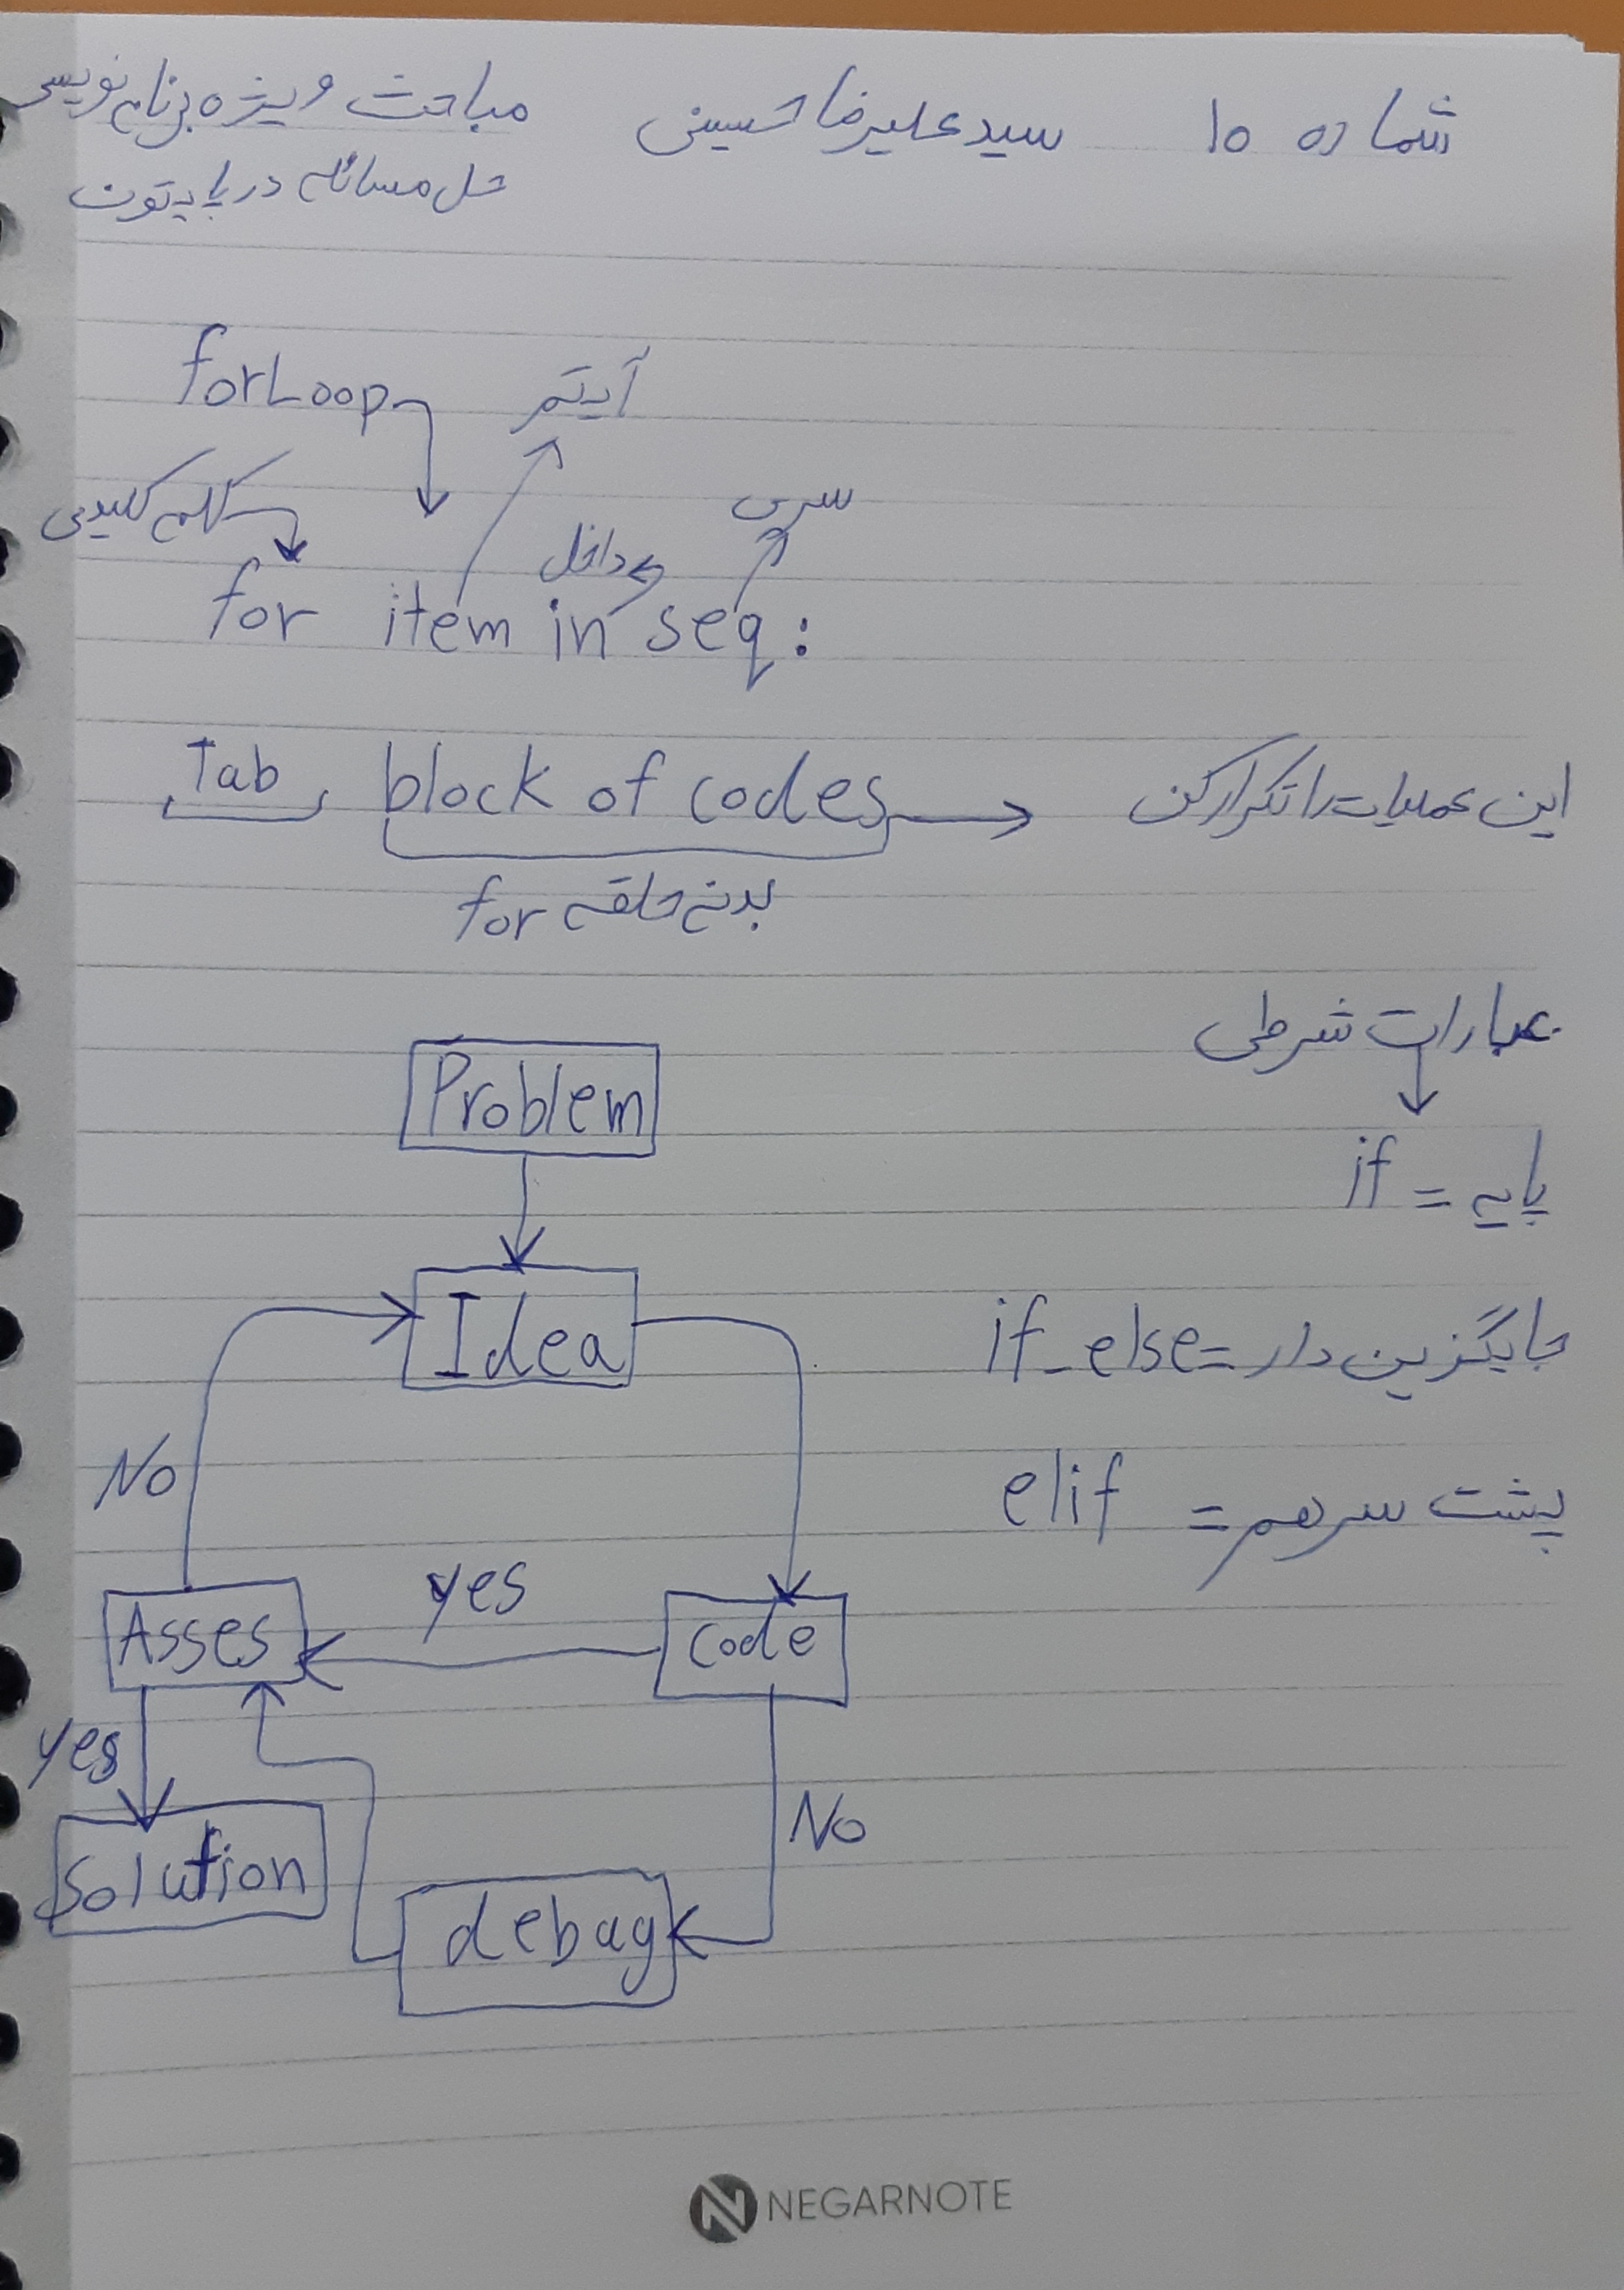 شماره ۱۰ سید علیرضا حسینی مباحث ویژه برنامه نویسی
حل مسائل در پایتون
forLoop آیتم
کلمه کلیدی داخل سری
for item in seq:
Tab block of codes این عملیات را تکرار کن
بدنه حلقه for
عبارات شرطی
Problem
پایه = if
Idea
جایگزین دار = if_else
No
پشت سر هم = elif
yes
Asses code
yes
No
Solution
debug
NEGARNOTE